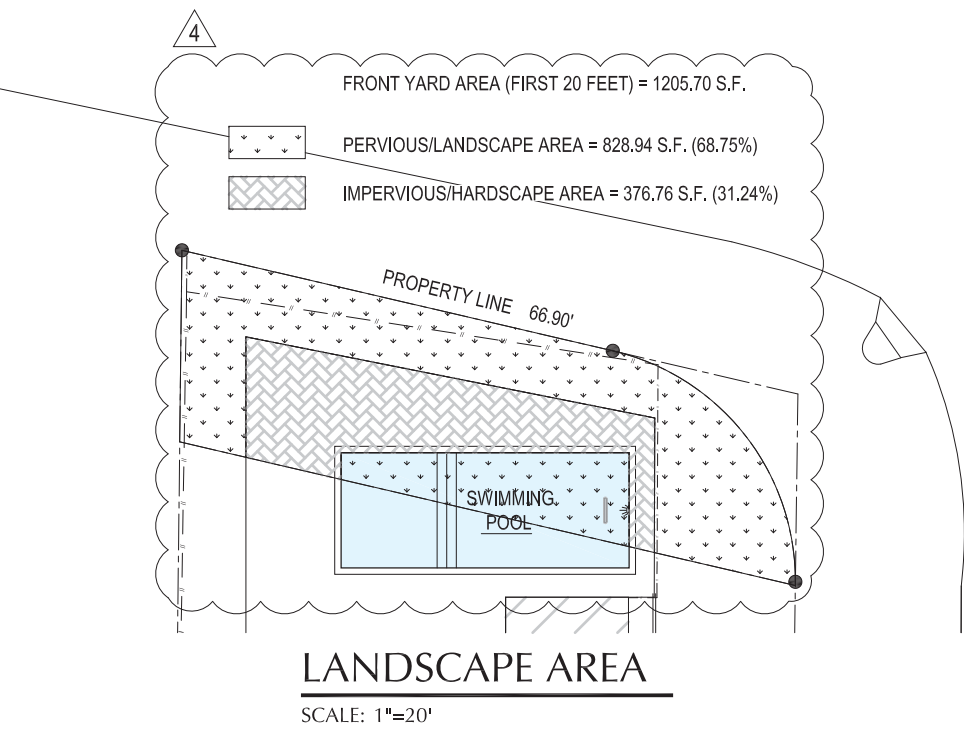 4
FRONT YARD AREA (FIRST 20 FEET) = 1205.70 S.F.
PERVIOUS/LANDSCAPE AREA = 828.94 S.F. (68.75%)
IMPERVIOUS/HARDSCAPE AREA = 376.76 S.F. (31.24%)
PROPERTY LINE 66.90'
SWIMMING
POOL
LANDSCAPE AREA
SCALE: 1"=20'